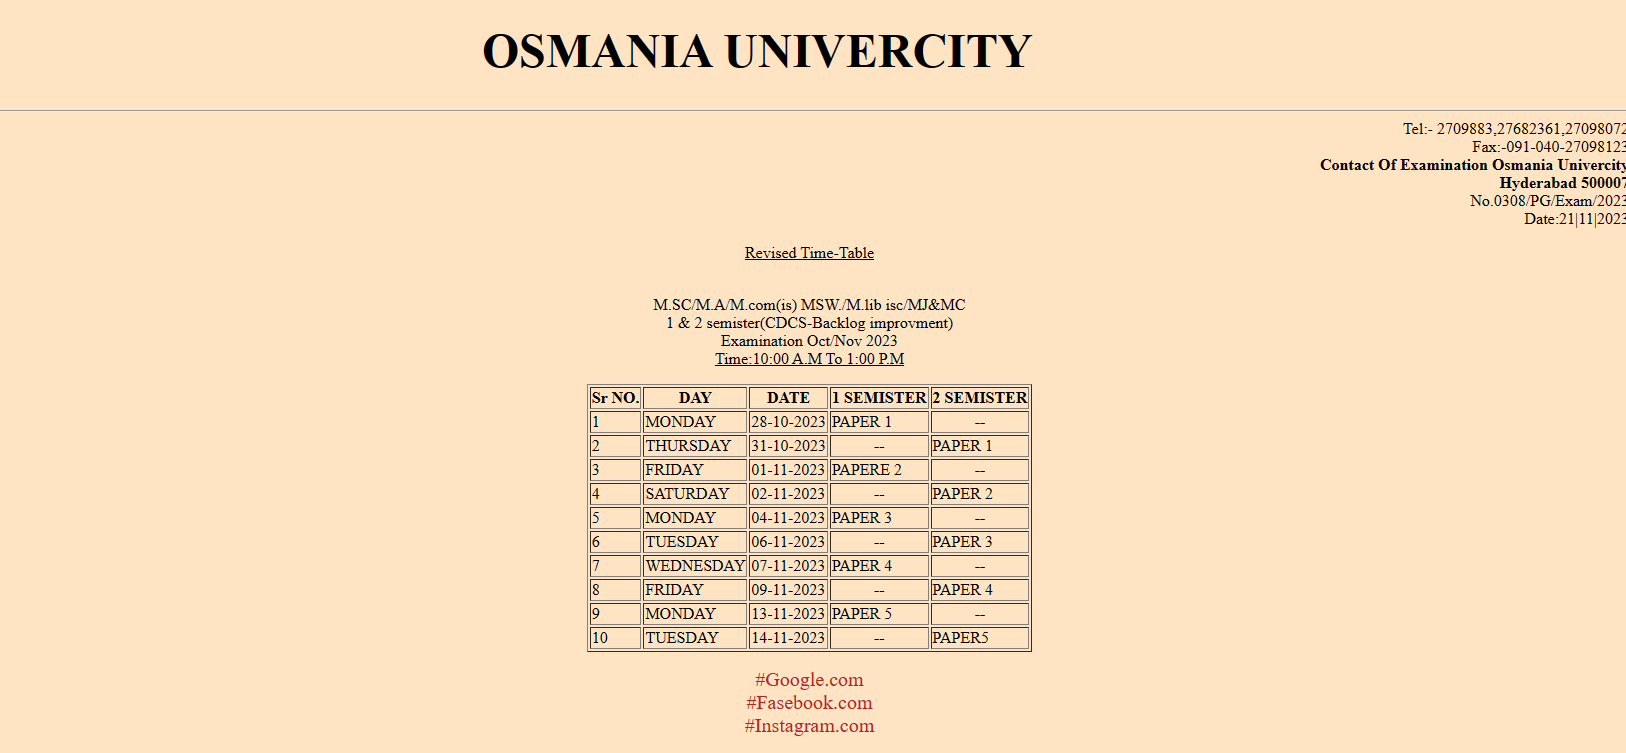 OSMANIA UNIVERCITY
Tel:- 2709883,27682361,27098072
Fax:-091-040-27098123
Contact Of Examination Osmania Univercity
Hyderabad 500007
No.0308/PG/Exam/2023
Date:21|11|2023
Revised Time-Table
M.SC/M.A/M.com(is) MSW./M.lib isc/MJ&MC
1 & 2 semister(CDCS-Backlog improvment)
Examination Oct/Nov 2023
Time:10:00 A.M To 1:00 P.M
Sr NO. DAY DATE 1 SEMISTER 2 SEMISTER
1 MONDAY 28-10-2023 PAPER 1 --
2 THURSDAY 31-10-2023 -- PAPER 1
3 FRIDAY 01-11-2023 PAPERE 2 --
4 SATURDAY 02-11-2023 -- PAPER 2
5 MONDAY 04-11-2023 PAPER 3 --
6 TUESDAY 06-11-2023 -- PAPER 3
7 WEDNESDAY 07-11-2023 PAPER 4 --
8 FRIDAY 09-11-2023 -- PAPER 4
9 MONDAY 13-11-2023 PAPER 5 --
10 TUESDAY 14-11-2023 -- PAPER5
#Google.com
#Fasebook.com
#Instagram.com